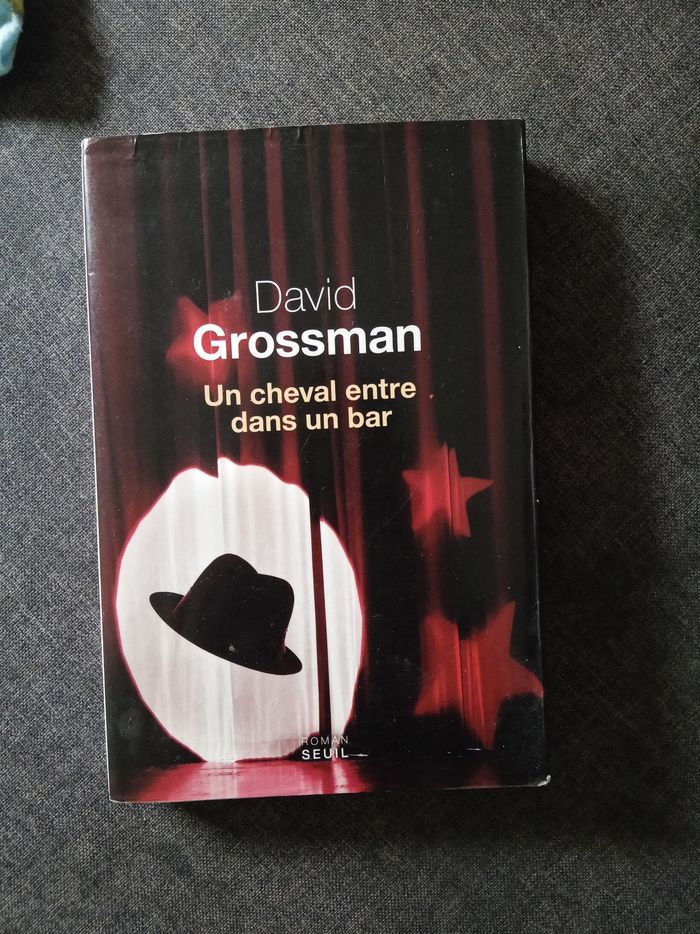 David
Grossman
Un cheval entre
dans un bar
ROMAN
SEUIL